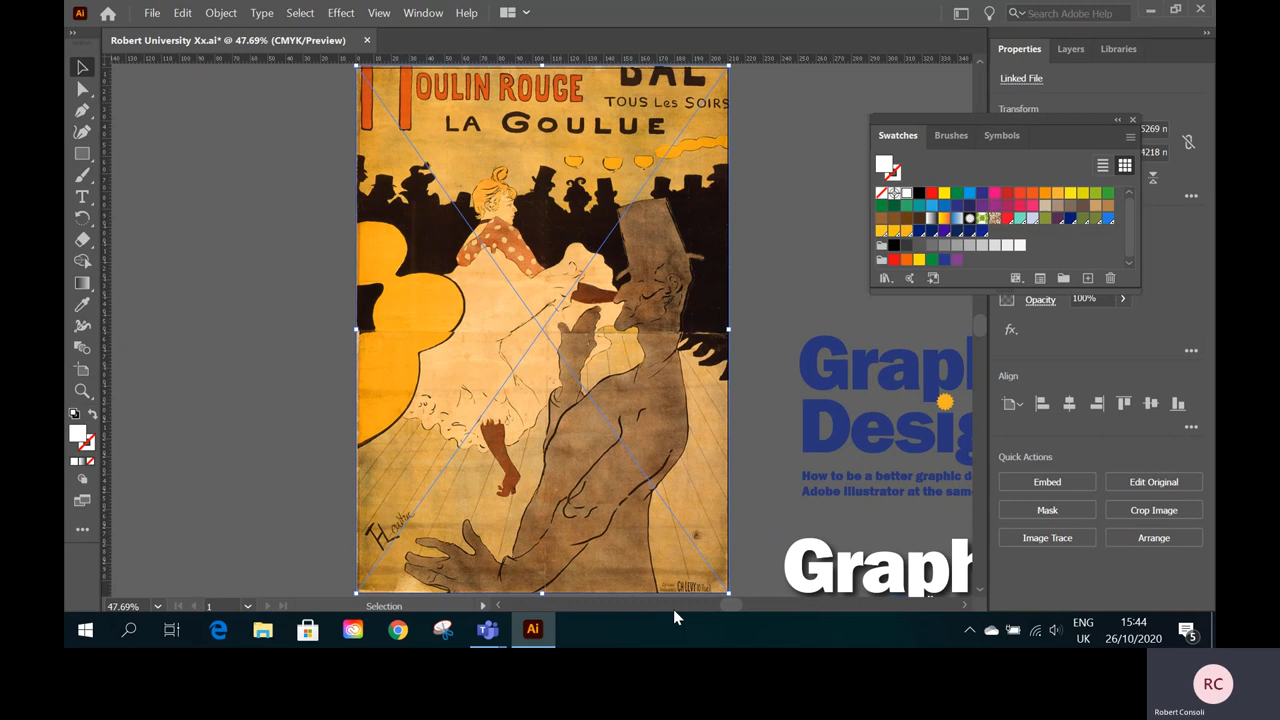 File Edit Object Type Select Effect View Window Help
Search Adobe Help
Robert University Xx.ai* @ 47.69% (CMYK/Preview)
Properties Layers Libraries
Linked File
Transform
5269 m
4218 m
Swatches Brushes Symbols
MOULIN ROUGE
BAL
TOUS Les SOIRS
LA GOULUE
Opacity 100%
fx
Align
Quick Actions
Embed Edit Original
Mask Crop Image
Image Trace Arrange
Graph
Desig
How to be a better graphic d
Adobe Illustrator at the sam
Graph
47.69% 1 Selection
ENG
UK
15:44
26/10/2020
5
RC
Robert Consoli